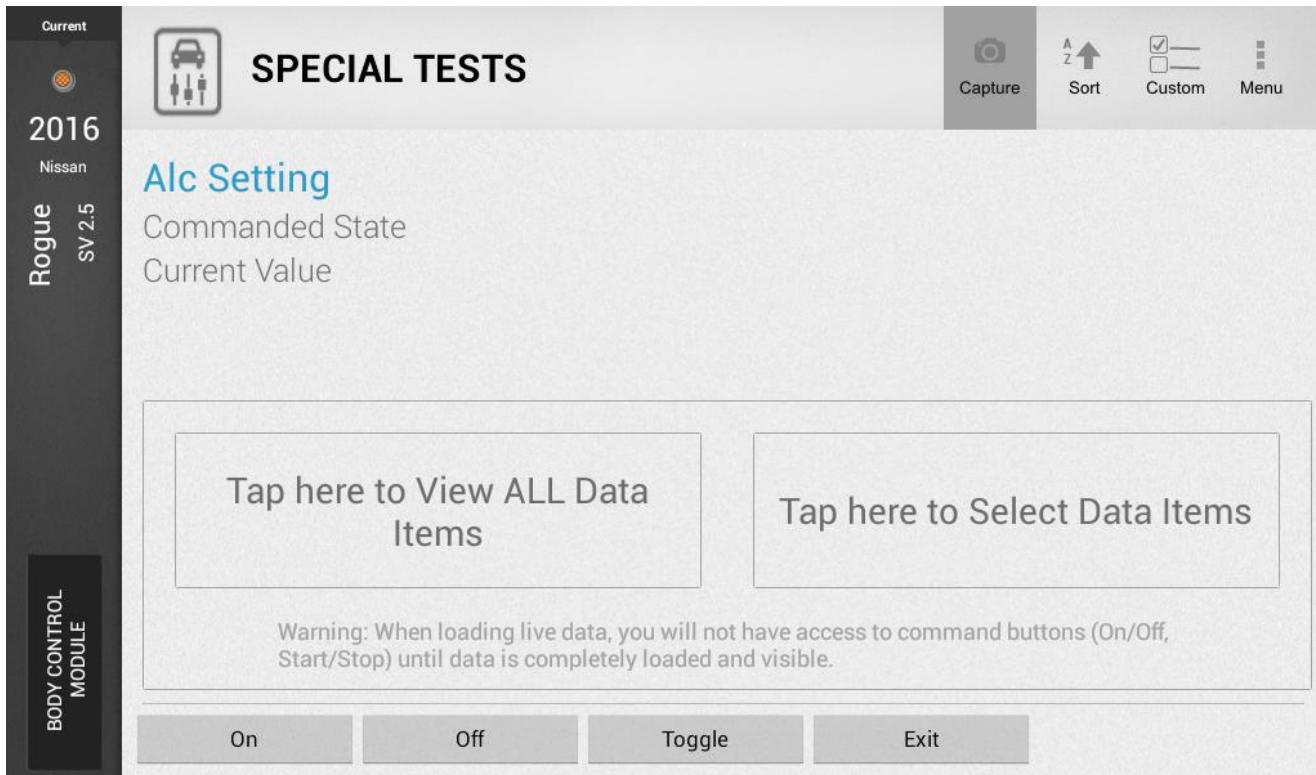 Current
2016
Nissan
Rogue
SV 2.5
BODY CONTROL
MODULE
SPECIAL TESTS
Capture
A
Z
Sort
Custom
Menu
Alc Setting
Commanded State
Current Value
Tap here to View ALL Data
Items
Tap here to Select Data Items
Warning: When loading live data, you will not have access to command buttons (On/Off,
Start/Stop) until data is completely loaded and visible.
On
Off
Toggle
Exit